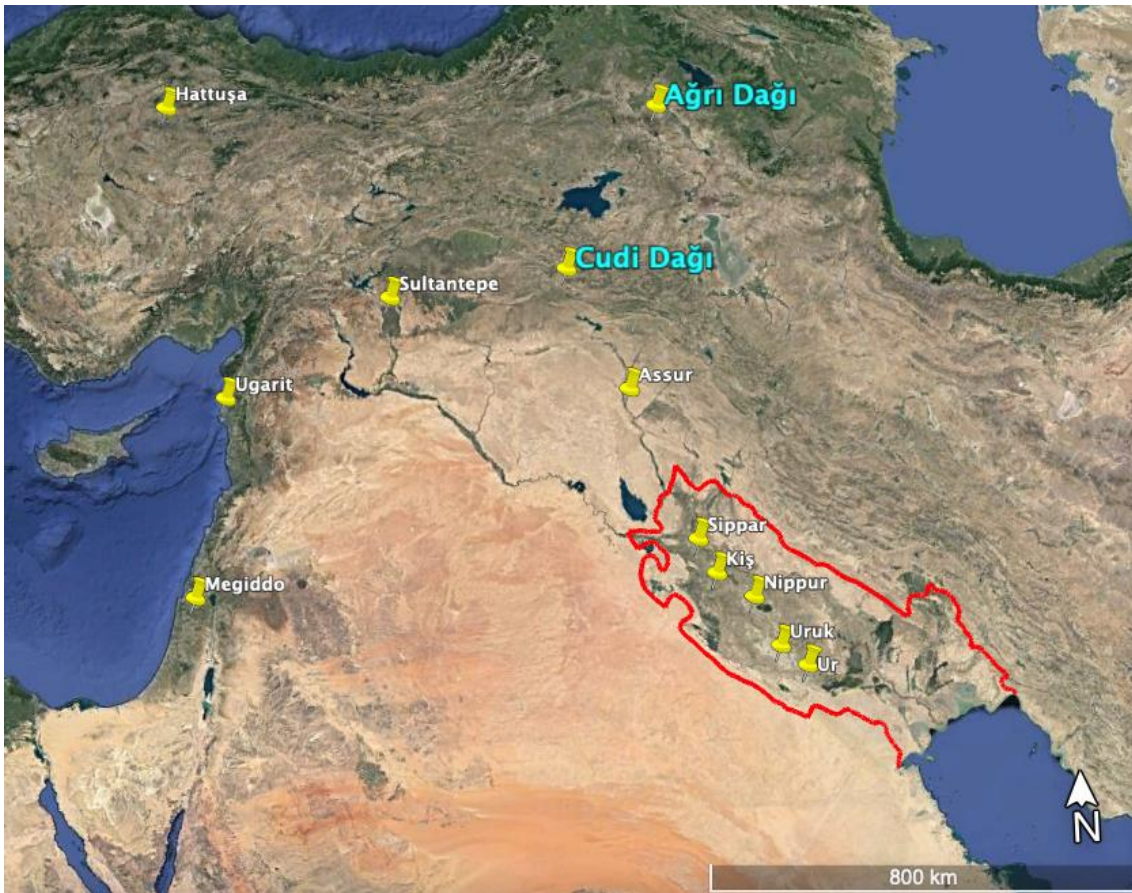 Hattuşa
Ağrı Dağı
Cudi Dağı
Sultantepe
Assur
Ugarit
Sippar
Kiş
Megiddo
Nippur
Uruk
Ur
N
800 km